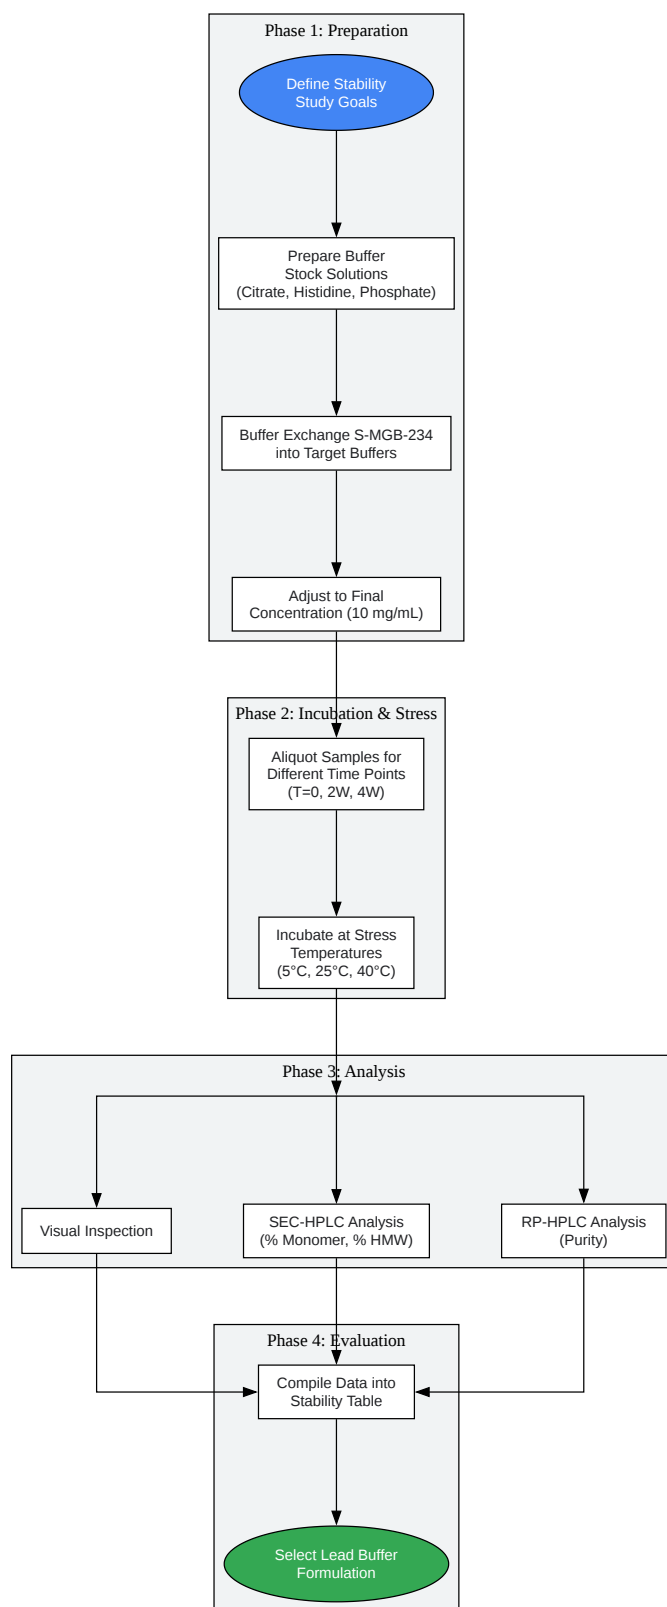 Phase 1: Preparation
Define Stability
Study Goals
Prepare Buffer
Stock Solutions
(Citrate, Histidine, Phosphate)
Buffer Exchange S-MGB-234
into Target Buffers
Adjust to Final
Concentration (10 mg/mL)
Phase 2: Incubation & Stress
Aliquot Samples for
Different Time Points
(T=0, 2W, 4W)
Incubate at Stress
Temperatures
(5°C, 25°C, 40°C)
Phase 3: Analysis
Visual Inspection
SEC-HPLC Analysis
(% Monomer, % HMW)
RP-HPLC Analysis
(Purity)
Phase 4: Evaluation
Compile Data into
Stability Table
Select Lead Buffer
Formulation